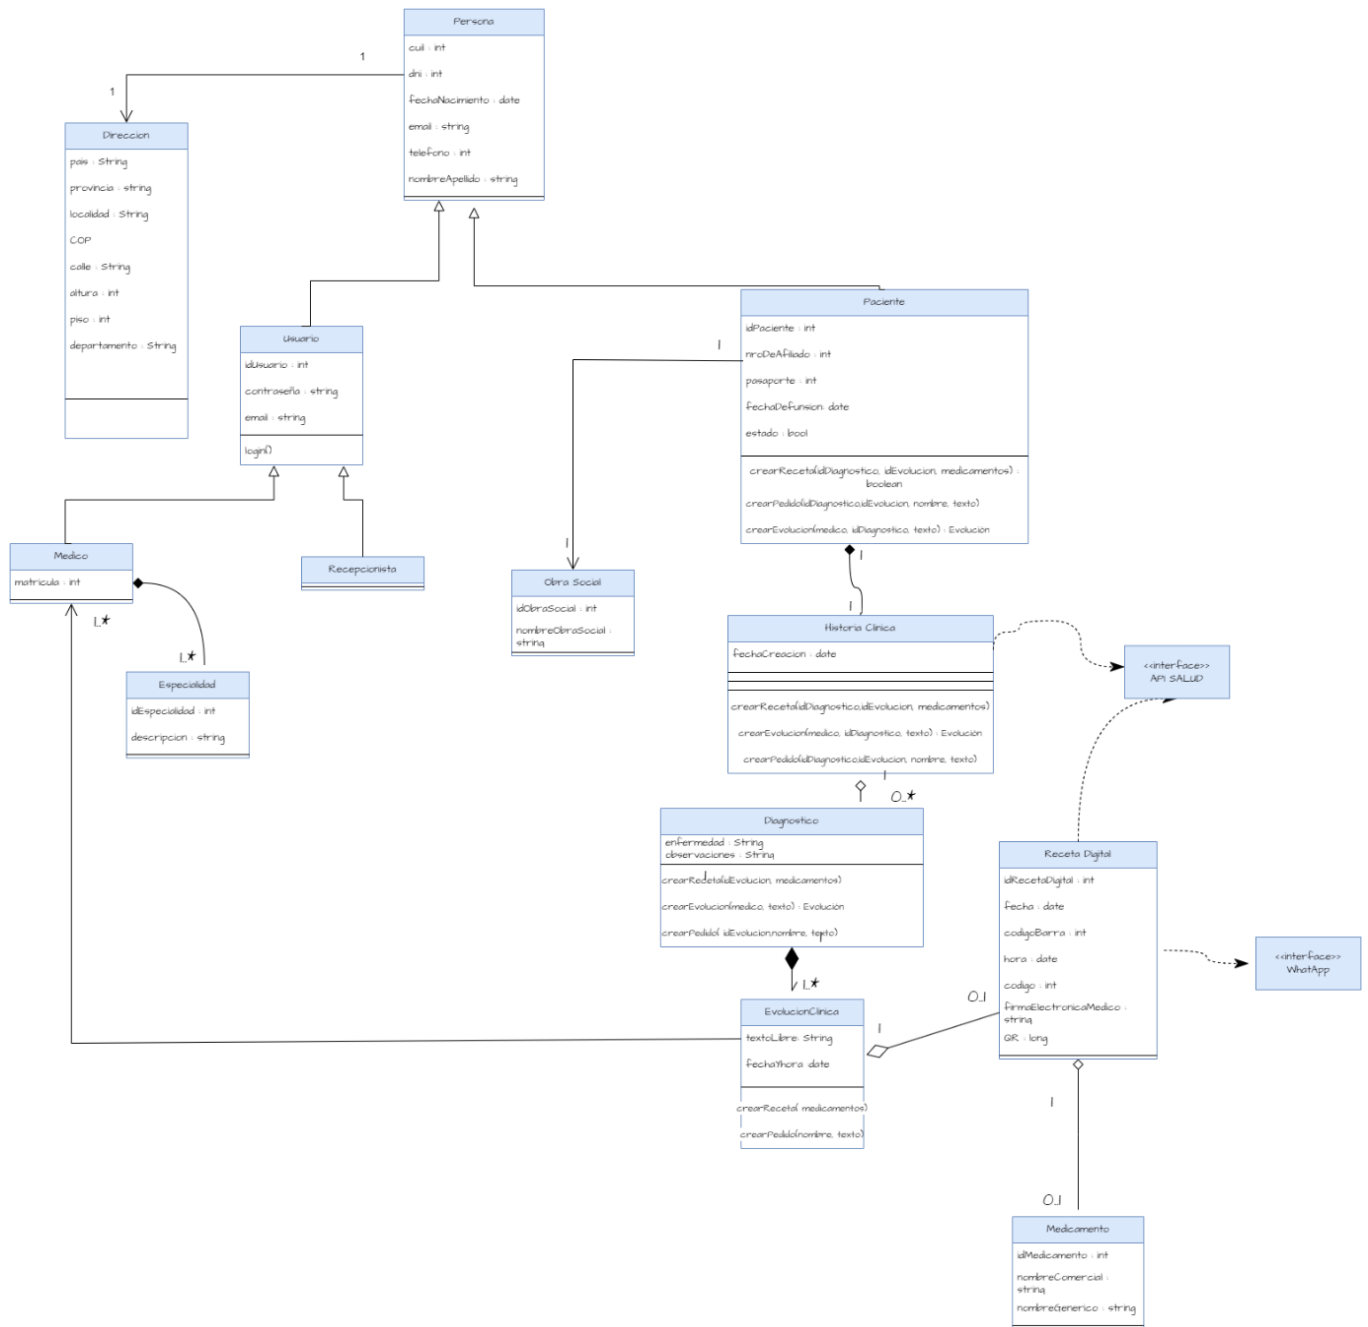 Persona
cuil : int
dni : int
fechaNacimiento : date
email : string
telefono : int
nombreApellido : string
1
1
Direccion
pais : String
provincia : string
localidad : String
COP
calle : String
altura : int
piso : int
departamento : String
Usuario
idUsuario : int
contraseña : string
email : string
login()
Paciente
idPaciente : int
nroDeAfiliado : int
pasaporte : int
fechaDefunsion: date
estado : bool
crearReceta(idDiagnostico, idEvolucion, medicamentos) :
boolean
crearPedido(idDiagnostico,idEvolucion, nombre, texto)
crearEvolucion(medico, idDiagnostico, texto) : Evolución
1
1
Medico
matricula : int
1..*
1..*
Especialidad
idEspecialidad : int
descripcion : string
Recepcionista
Obra Social
idObraSocial : int
nombreObraSocial :
string
1
1
Historia Clinica
fechaCreacion : date
crearReceta(idDiagnostico,idEvolucion, medicamentos)
crearEvolucion(medico, idDiagnostico, texto) : Evolución
crearPedido(idDiagnostico,idEvolucion, nombre, texto)
<<interface>>
API SALUD
1
0..*
Diagnostico
enfermedad : String
observaciones : String
1
crearReceta(idEvolucion, medicamentos)
crearEvolucion(medico, texto) : Evolución
crearPedido( idEvolucion,nombre, texto)
1
1..*
Receta Digital
idRecetaDigital : int
fecha : date
codigoBarra : int
hora : date
codigo : int
firmaElectronicaMedico :
string
QR : long
<<interface>>
WhatApp
EvolucionClinica
textoLibre: String
fechaYhora :date
crearReceta( medicamentos)
crearPedido(nombre, texto)
1
0..1
1
0..1
Medicamento
idMedicamento : int
nombreComercial :
string
nombreGenerico : string